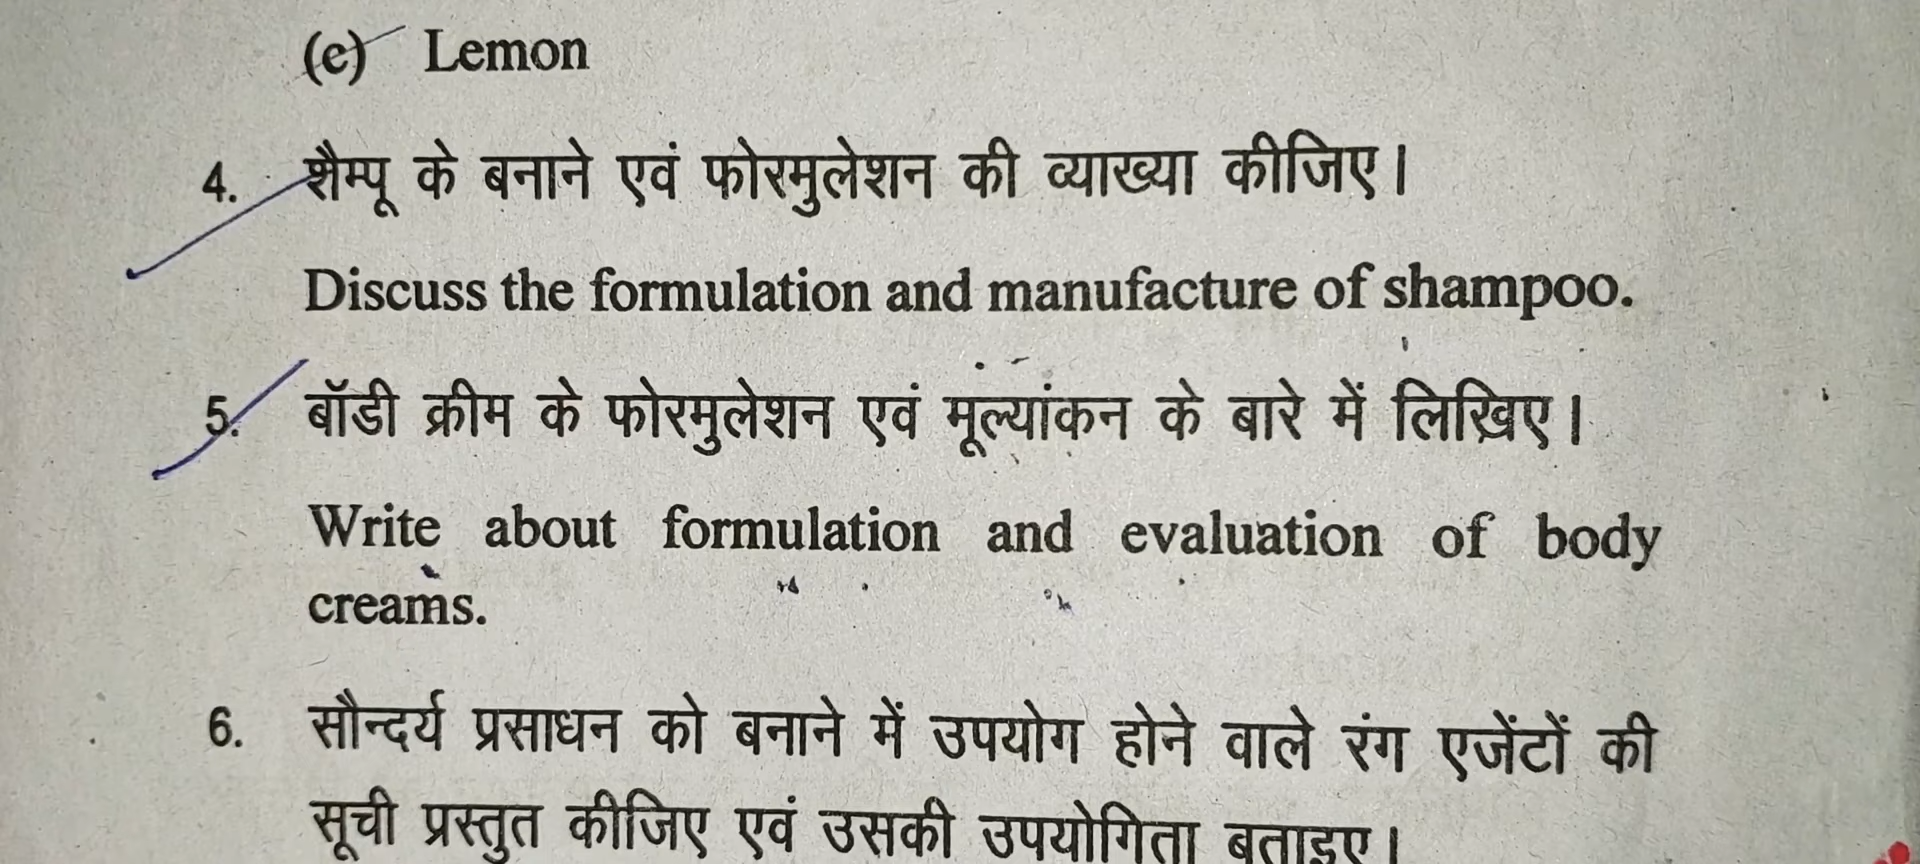 (c) Lemon
4. शैम्पू के बनाने एवं फोरमुलेशन की व्याख्या कीजिए।
Discuss the formulation and manufacture of shampoo.
5. बॉडी क्रीम के फोरमुलेशन एवं मूल्यांकन के बारे में लिखिए।
Write about formulation and evaluation of body
creams.
6. सौन्दर्य प्रसाधन को बनाने में उपयोग होने वाले रंग एजेंटों की
सूची प्रस्तुत कीजिए एवं उसकी उपयोगिता बताइए।